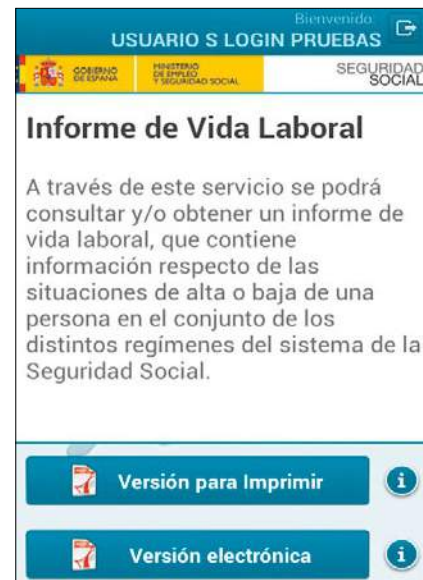 Bienvenido:
USUARIO S LOGIN PRUEBAS
GOBIERNO
DE ESPAÑA
MINISTERIO
DE EMPLEO
Y SEGURIDAD SOCIAL
SEGURIDAD
SOCIAL
Informe de Vida Laboral
A través de este servicio se podrá
consultar y/o obtener un informe de
vida laboral, que contiene
información respecto de las
situaciones de alta o baja de una
persona en el conjunto de los
distintos regímenes del sistema de la
Seguridad Social.
Versión para Imprimir
i
Versión electrónica
i